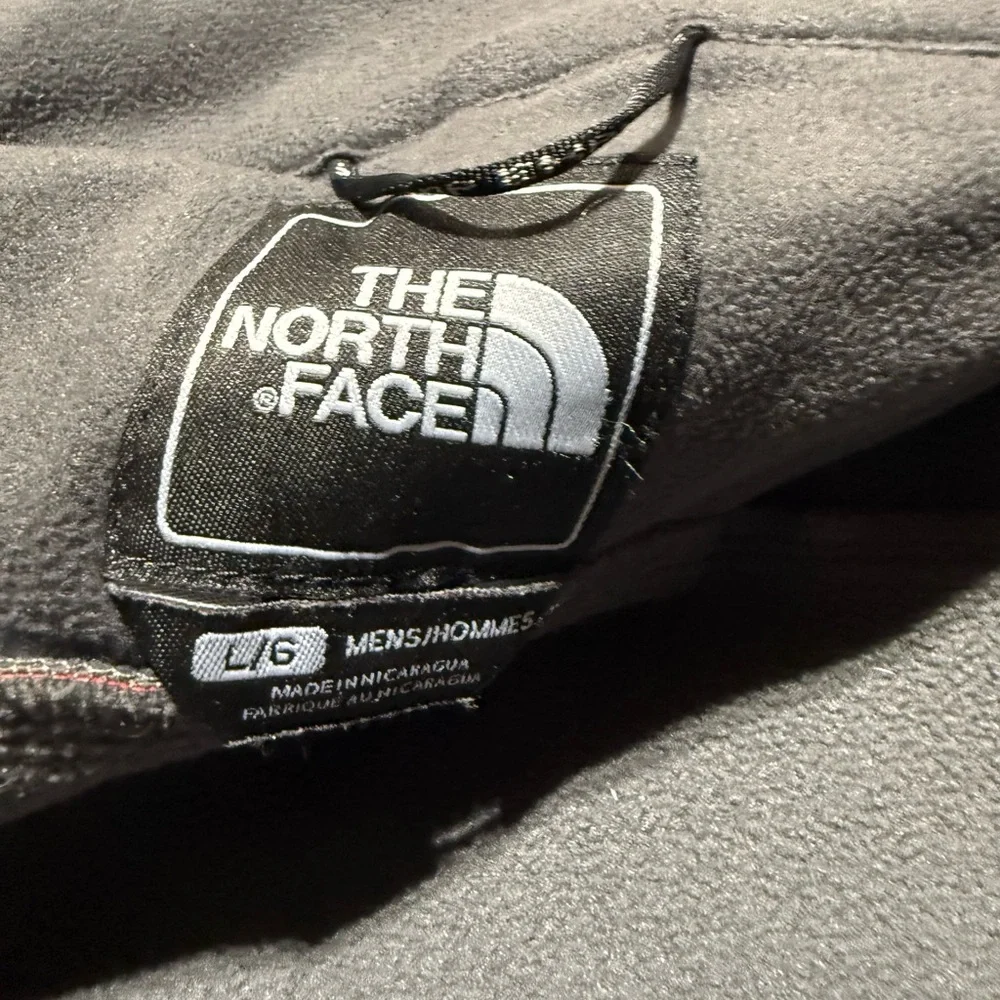 THE
NORTH
®FACE
L/G MENS/HOMMES
MADE IN NICARAGUA
FABRIQUE AU NICARAGUA